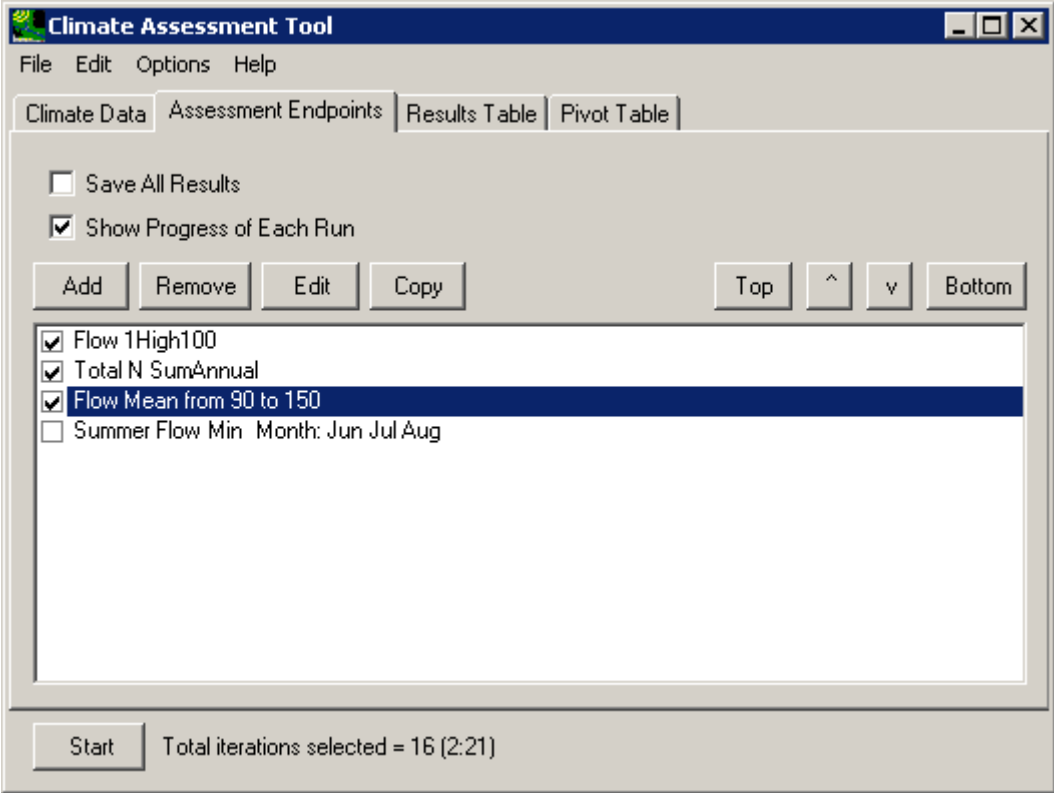 Climate Assessment Tool
File Edit Options Help
Climate Data Assessment Endpoints Results Table Pivot Table
Save All Results
Show Progress of Each Run
Add Remove Edit Copy Top ^ v Bottom
Flow 1High100
Total N SumAnnual
Flow Mean from 90 to 150
Summer Flow Min Month: Jun Jul Aug
Start Total iterations selected = 16 (2:21)